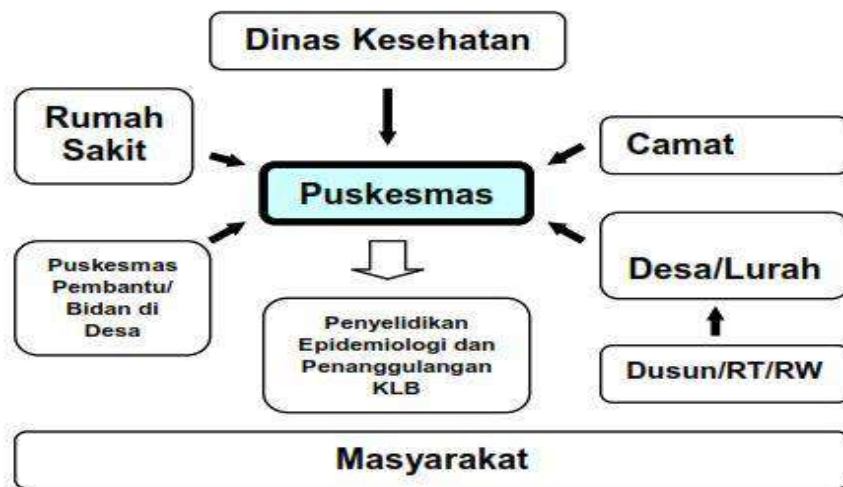 Dinas Kesehatan
Rumah
Sakit
Camat
Puskesmas
Puskesmas
Pembantu/
Bidan di
Desa
Desa/Lurah
Penyelidikan
Epidemiologi dan
Penanggulangan
KLB
Dusun/RT/RW
Masyarakat